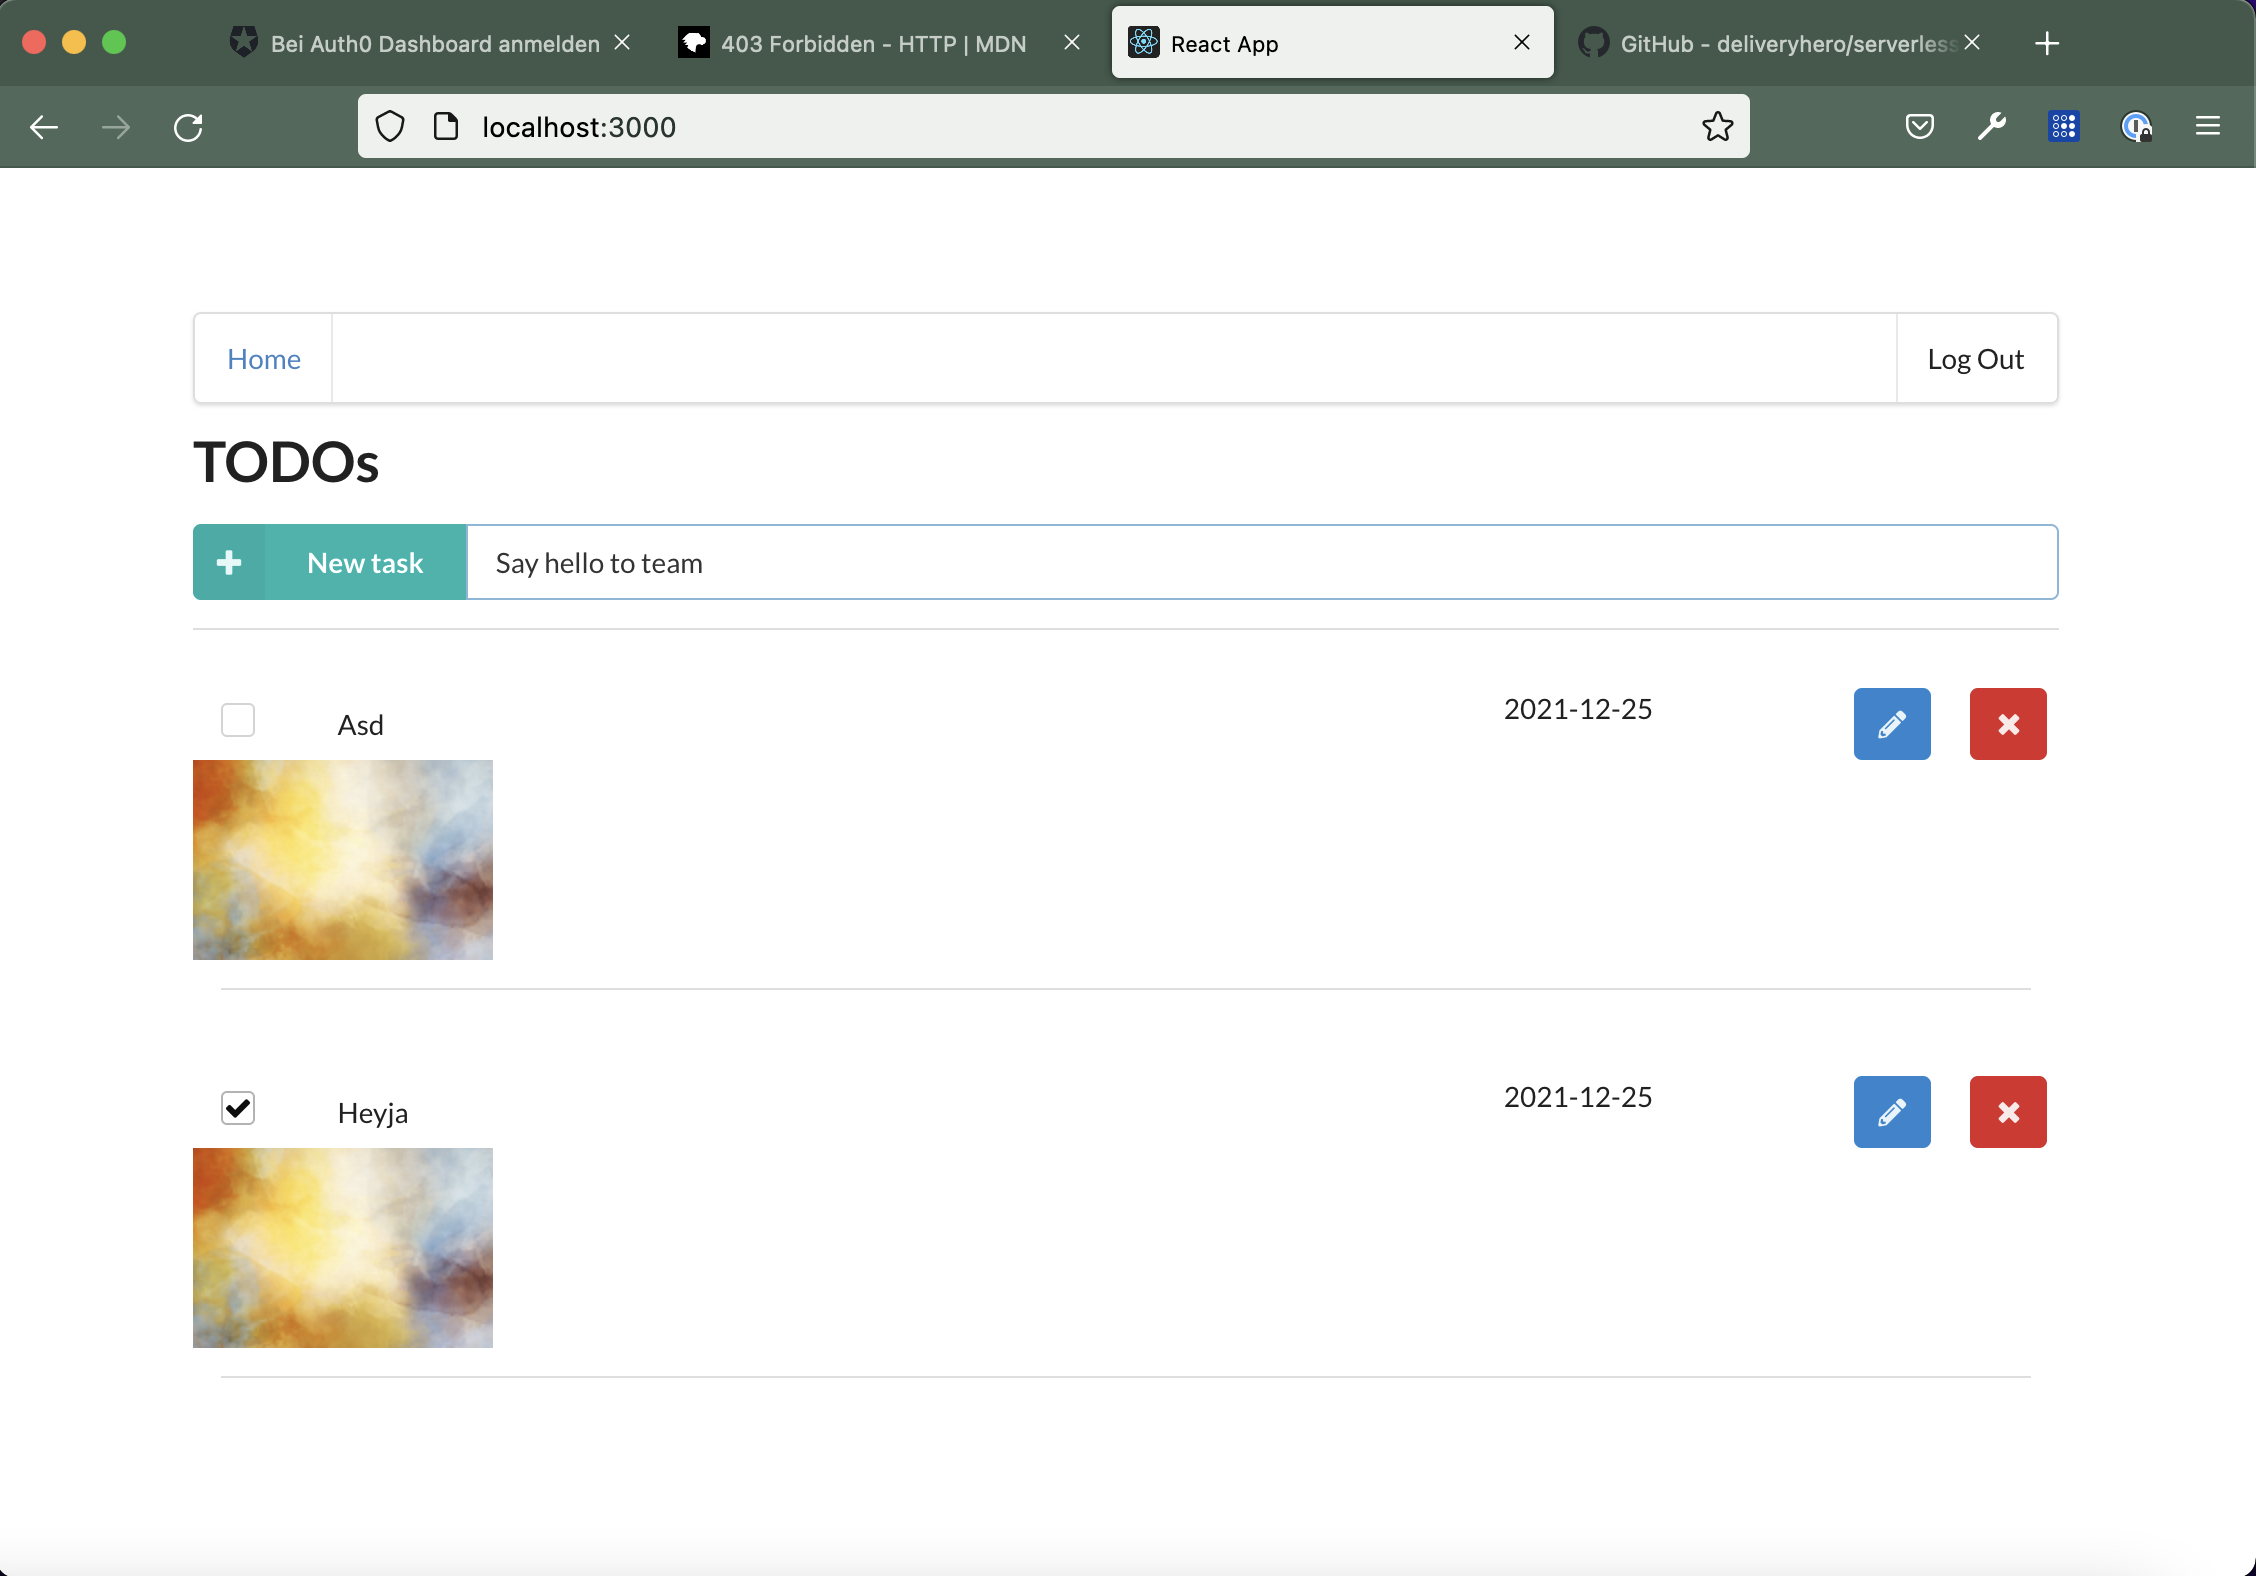 Bei Auth0 Dashboard anmelden
403 Forbidden - HTTP | MDN
React App
GitHub - deliveryhero/serverless
localhost:3000
Home
Log Out
TODOs
New task
Say hello to team
Asd
2021-12-25
Heyja
2021-12-25